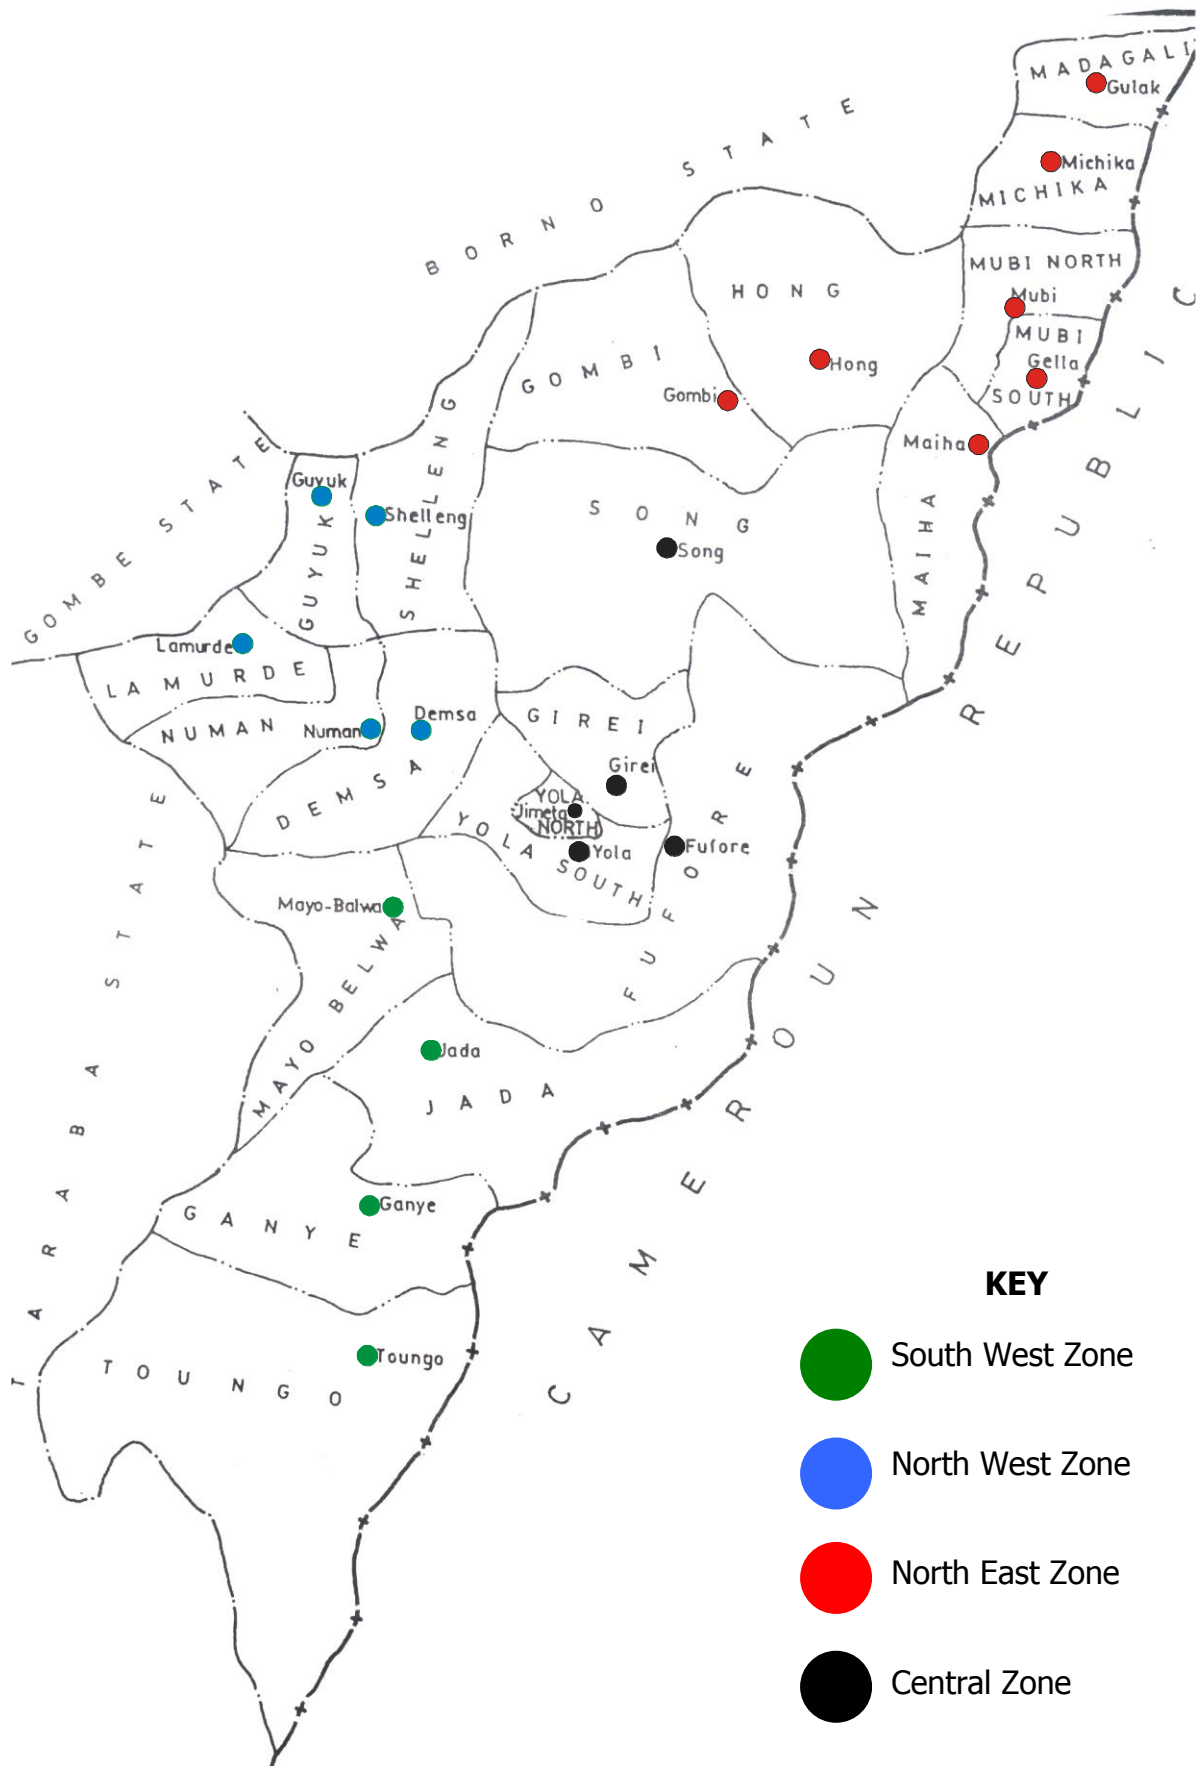 MADAGALI
Gulak
Michika
MICHIKA
BORNO STATE
MUBI NORTH
Mubi
MUBI
Gella
SOUTH
HONG
Hong
GOMBI
Gombi
Maiha
MAIHA
GOMBE STATE
Guyuk
GUYUK
Shelleng
SHELLENG
SONG
Song
Lamurde
LAMURDE
NUMAN
Numan
Demsa
DEMSA
GIREI
Girei
YOLA
Jimeta
NORTH
Yola
YOLA SOUTH
Fufore
FUFORE
Mayo-Balwa
MAYO BELWA
Jada
JADA
Ganye
GANYE
Toungo
TOUNGO
TARABA STATE
CAMEROUN REPUBLIC
KEY
South West Zone
North West Zone
North East Zone
Central Zone